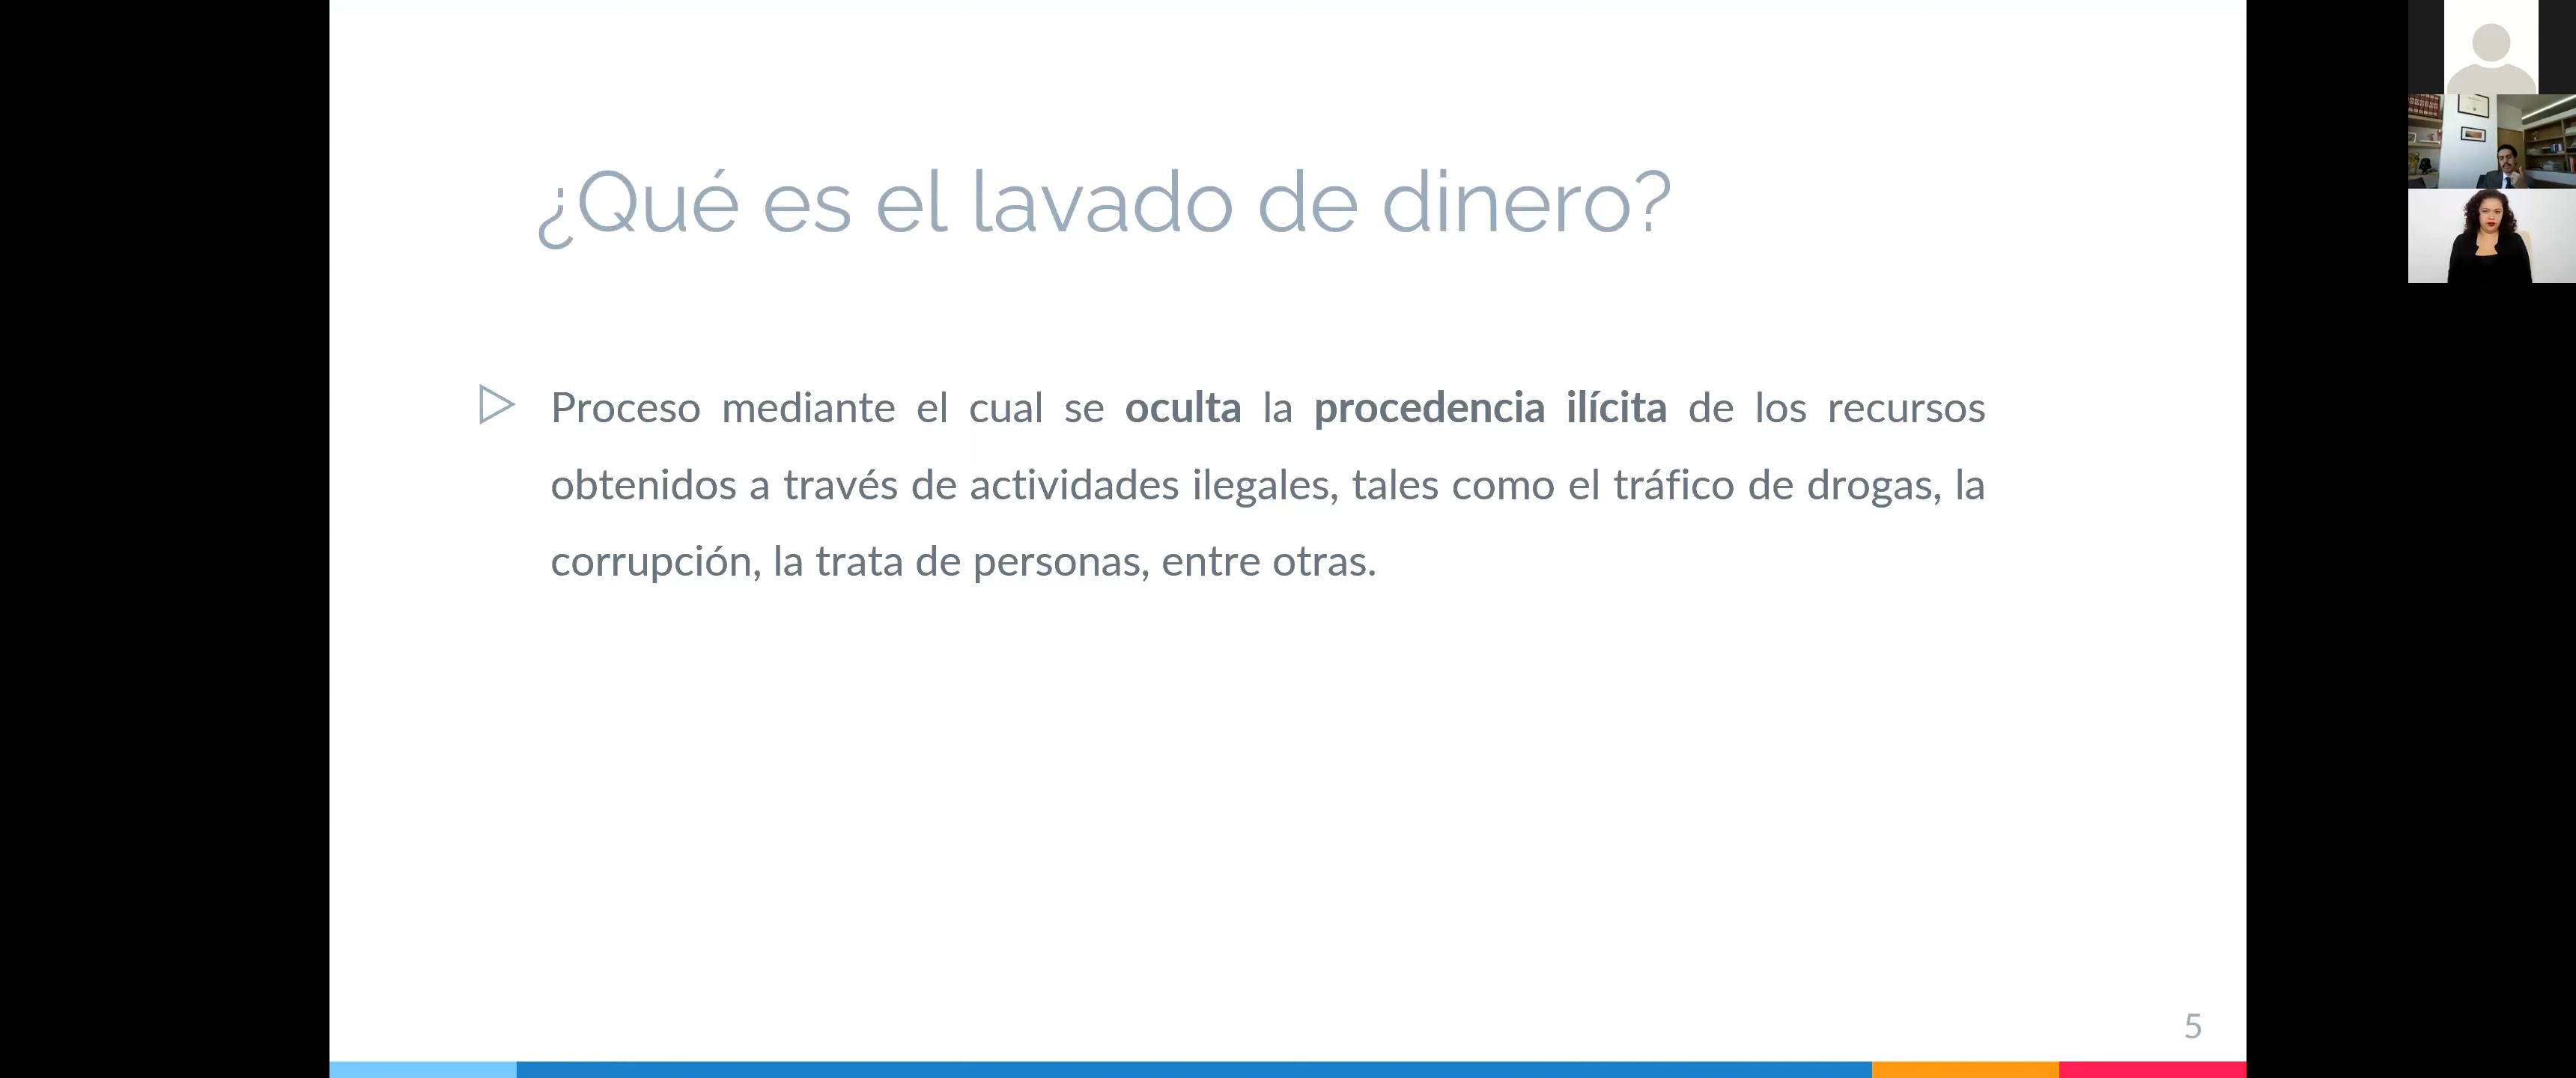 ¿Qué es el lavado de dinero?
Proceso mediante el cual se oculta la procedencia ilícita de los recursos
obtenidos a través de actividades ilegales, tales como el tráfico de drogas, la
corrupción, la trata de personas, entre otras.
5